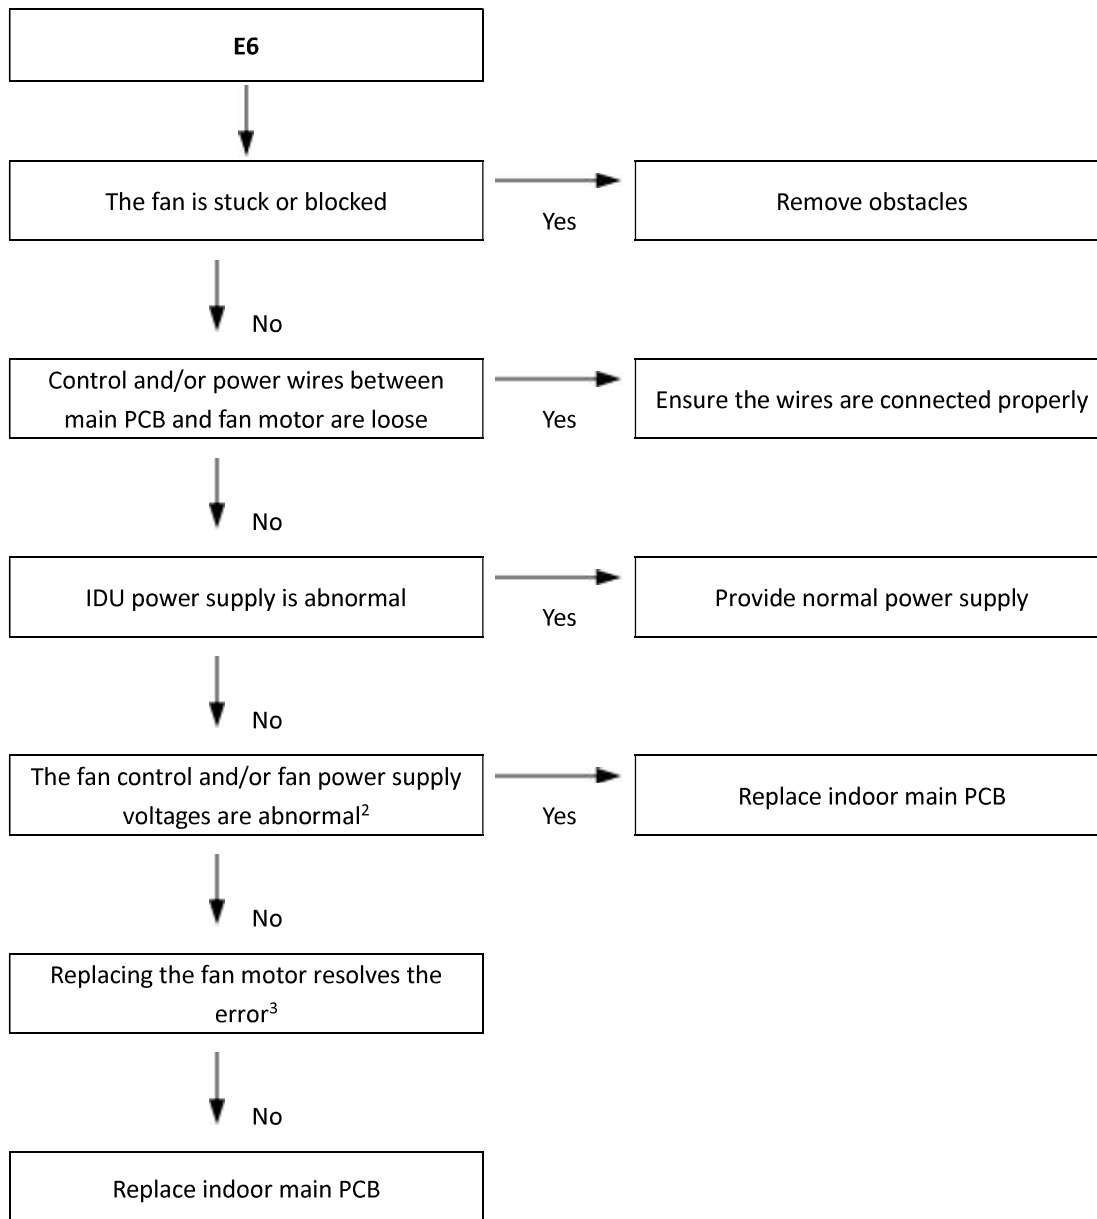 E6
The fan is stuck or blocked
Yes
Remove obstacles
No
Control and/or power wires between
main PCB and fan motor are loose
Yes
Ensure the wires are connected properly
No
IDU power supply is abnormal
Yes
Provide normal power supply
No
The fan control and/or fan power supply
voltages are abnormal²
Yes
Replace indoor main PCB
No
Replacing the fan motor resolves the
error³
No
Replace indoor main PCB